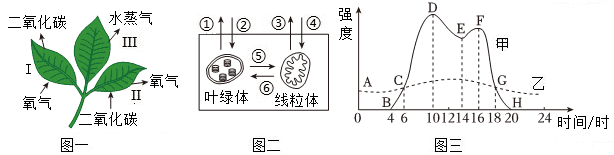 二氧化碳
水蒸气
I
III
氧气
氧气
II
二氧化碳
图一
① ② ③ ④
⑤
⑥
叶绿体 线粒体
图二
强度
D
F
E
甲
A
C
G
乙
B
H
0 4 6 10 12 14 16 18 20 24
时间/时
图三